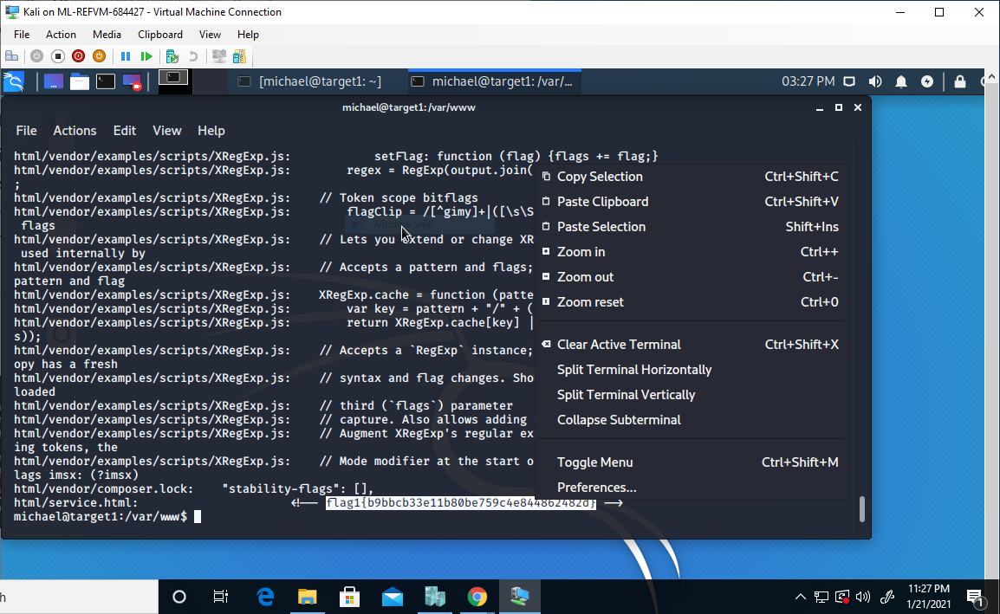 Kali on ML-REFVM-684427 - Virtual Machine Connection
File Action Media Clipboard View Help
[michael@target1: ~]
michael@target1: /var/...
03:27 PM
michael@target1: /var/www
File Actions Edit View Help
html/vendor/examples/scripts/XRegExp.js:            setFlag: function (flag) {flags += flag;}
html/vendor/examples/scripts/XRegExp.js:        regex = RegExp(output.join(
;
html/vendor/examples/scripts/XRegExp.js:    // Token scope bitflags
html/vendor/examples/scripts/XRegExp.js:        flagClip = /[^gimy]+|([\s\S
 flags
Window Snip
html/vendor/examples/scripts/XRegExp.js:    // Lets you extend or change XR
 used internally by
html/vendor/examples/scripts/XRegExp.js:    // Accepts a pattern and flags;
pattern and flag
html/vendor/examples/scripts/XRegExp.js:    XRegExp.cache = function (patte
html/vendor/examples/scripts/XRegExp.js:        var key = pattern + "/" + (
html/vendor/examples/scripts/XRegExp.js:        return XRegExp.cache[key] |
s));
html/vendor/examples/scripts/XRegExp.js:    // Accepts a `RegExp` instance;
opy has a fresh
html/vendor/examples/scripts/XRegExp.js:    // syntax and flag changes. Sho
loaded
html/vendor/examples/scripts/XRegExp.js:    // third (`flags`) parameter
html/vendor/examples/scripts/XRegExp.js:    // capture. Also allows adding
html/vendor/examples/scripts/XRegExp.js:    // Augment XRegExp's regular ex
ing tokens, the
html/vendor/examples/scripts/XRegExp.js:    // Mode modifier at the start o
lags imsx: (?imsx)
html/vendor/composer.lock:    "stability-flags": [],
html/service.html:                      <!-- flag1{b9bbcb33e11b80be759c4e844862482d} -->
michael@target1:/var/www$
Copy Selection Ctrl+Shift+C
Paste Clipboard Ctrl+Shift+V
Paste Selection Shift+Ins
Zoom in Ctrl++
Zoom out Ctrl+-
Zoom reset Ctrl+0
Clear Active Terminal Ctrl+Shift+X
Split Terminal Horizontally
Split Terminal Vertically
Collapse Subterminal
Toggle Menu Ctrl+Shift+M
Preferences...
h
11:27 PM
1/21/2021
1